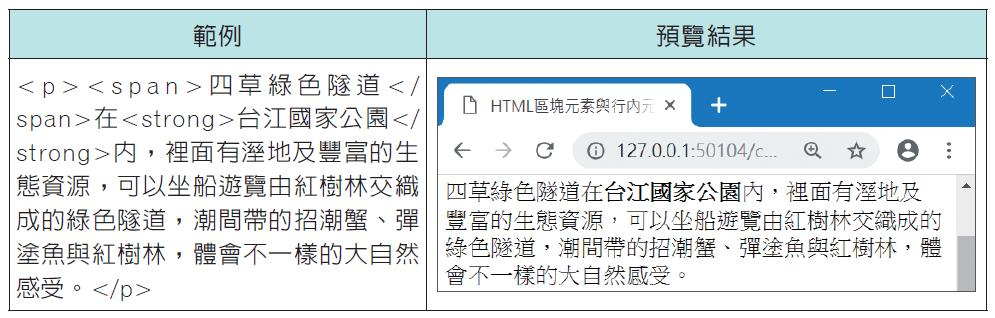 範例
預覽結果
<p><span>四草綠色隧道</
span>在<strong>台江國家公園</
strong>內，裡面有溼地及豐富的生
態資源，可以坐船遊覽由紅樹林交織
成的綠色隧道，潮間帶的招潮蟹、彈
塗魚與紅樹林，體會不一樣的大自然
感受。</p>
HTML區塊元素與行內元
127.0.0.1:50104/c...
四草綠色隧道在台江國家公園內，裡面有溼地及
豐富的生態資源，可以坐船遊覽由紅樹林交織成的
綠色隧道，潮間帶的招潮蟹、彈塗魚與紅樹林，體
會不一樣的大自然感受。